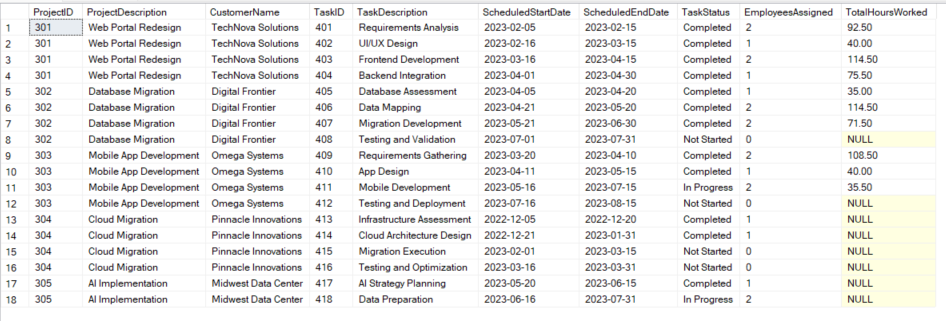 ProjectID ProjectDescription CustomerName TaskID TaskDescription ScheduledStartDate ScheduledEndDate TaskStatus EmployeesAssigned TotalHoursWorked
1 301 Web Portal Redesign TechNova Solutions 401 Requirements Analysis 2023-02-05 2023-02-15 Completed 2 92.50
2 301 Web Portal Redesign TechNova Solutions 402 UI/UX Design 2023-02-16 2023-03-15 Completed 1 40.00
3 301 Web Portal Redesign TechNova Solutions 403 Frontend Development 2023-03-16 2023-04-15 Completed 2 114.50
4 301 Web Portal Redesign TechNova Solutions 404 Backend Integration 2023-04-01 2023-04-30 Completed 1 75.50
5 302 Database Migration Digital Frontier 405 Database Assessment 2023-04-05 2023-04-20 Completed 1 35.00
6 302 Database Migration Digital Frontier 406 Data Mapping 2023-04-21 2023-05-20 Completed 2 114.50
7 302 Database Migration Digital Frontier 407 Migration Development 2023-05-21 2023-06-30 Completed 2 71.50
8 302 Database Migration Digital Frontier 408 Testing and Validation 2023-07-01 2023-07-31 Not Started 0 NULL
9 303 Mobile App Development Omega Systems 409 Requirements Gathering 2023-03-20 2023-04-10 Completed 2 108.50
10 303 Mobile App Development Omega Systems 410 App Design 2023-04-11 2023-05-15 Completed 1 40.00
11 303 Mobile App Development Omega Systems 411 Mobile Development 2023-05-16 2023-07-15 In Progress 2 35.50
12 303 Mobile App Development Omega Systems 412 Testing and Deployment 2023-07-16 2023-08-15 Not Started 0 NULL
13 304 Cloud Migration Pinnacle Innovations 413 Infrastructure Assessment 2022-12-05 2022-12-20 Completed 1 NULL
14 304 Cloud Migration Pinnacle Innovations 414 Cloud Architecture Design 2022-12-21 2023-01-31 Completed 1 NULL
15 304 Cloud Migration Pinnacle Innovations 415 Migration Execution 2023-02-01 2023-03-15 Not Started 0 NULL
16 304 Cloud Migration Pinnacle Innovations 416 Testing and Optimization 2023-03-16 2023-03-31 Not Started 0 NULL
17 305 AI Implementation Midwest Data Center 417 AI Strategy Planning 2023-05-20 2023-06-15 Completed 1 NULL
18 305 AI Implementation Midwest Data Center 418 Data Preparation 2023-06-16 2023-07-31 In Progress 2 NULL